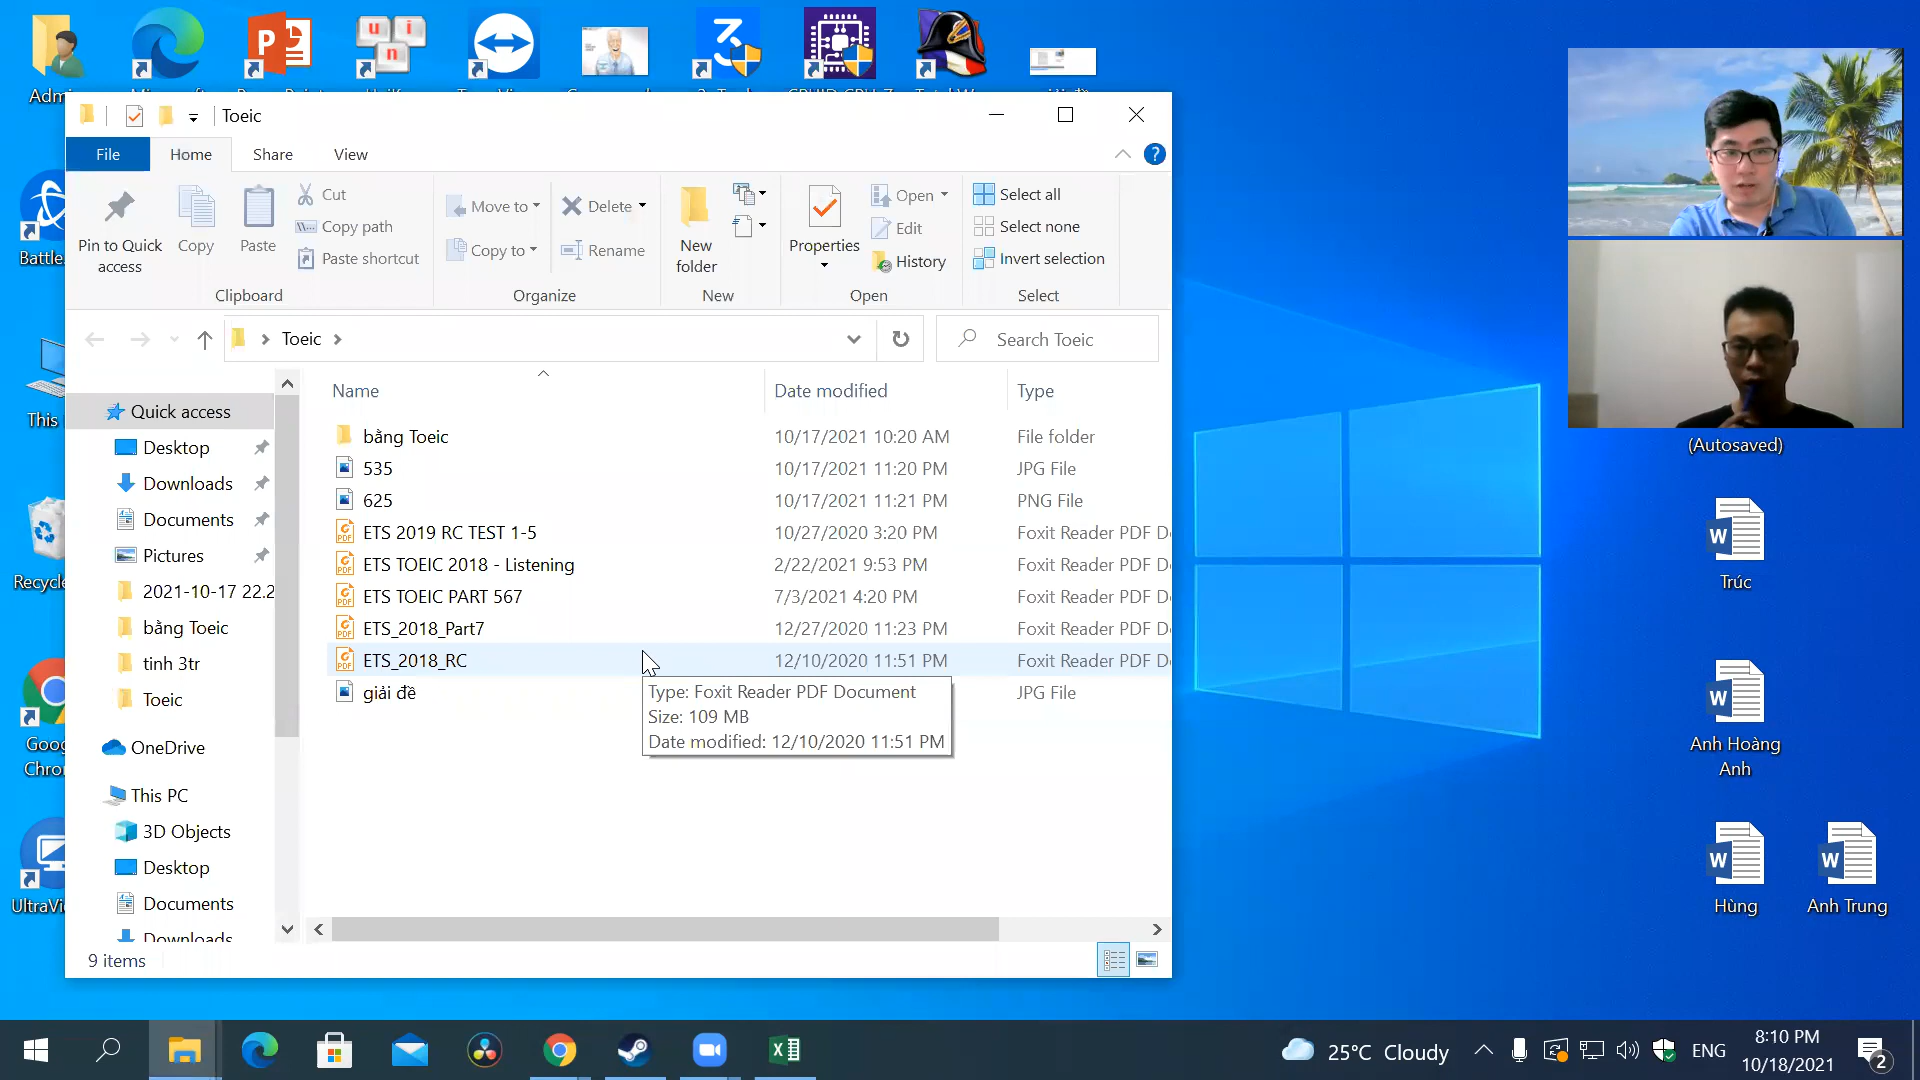 Toeic
File
Home
Share
View
Pin to Quick access
Copy
Paste
Cut
Copy path
Paste shortcut
Clipboard
Move to
Copy to
Delete
Rename
Organize
New folder
New
Properties
Open
Edit
History
Open
Select all
Select none
Invert selection
Select
Toeic
Search Toeic
Name
Date modified
Type
bằng Toeic 10/17/2021 10:20 AM File folder
535 10/17/2021 11:20 PM JPG File
625 10/17/2021 11:21 PM PNG File
ETS 2019 RC TEST 1-5 10/27/2020 3:20 PM Foxit Reader PDF D
ETS TOEIC 2018 - Listening 2/22/2021 9:53 PM Foxit Reader PDF D
ETS TOEIC PART 567 7/3/2021 4:20 PM Foxit Reader PDF D
ETS_2018_Part7 12/27/2020 11:23 PM Foxit Reader PDF D
ETS_2018_RC 12/10/2020 11:51 PM Foxit Reader PDF D
giải đề JPG File
Type: Foxit Reader PDF Document
Size: 109 MB
Date modified: 12/10/2020 11:51 PM
Quick access
Desktop
Downloads
Documents
Pictures
2021-10-17 22.2
bằng Toeic
tinh 3tr
Toeic
OneDrive
This PC
3D Objects
Desktop
Documents
Downloads
9 items
Admi
Battle.
This
Recycle
Goog
Chron
UltraVi
(Autosaved)
Trúc
Anh Hoàng
Anh
Hùng
Anh Trung
25°C Cloudy
ENG
8:10 PM
10/18/2021
2